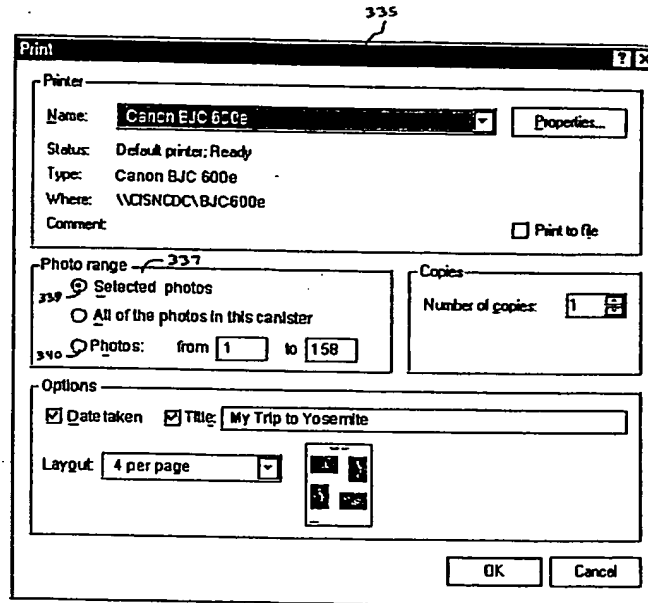 335
Print
Printer
Name: Canon BJC 600e
Properties...
Status: Default printer; Ready
Type: Canon BJC 600e
Where: \\CISNCDC\BJC600e
Comment:
Print to file
Photo range
337
339
Selected photos
All of the photos in this canister
340
Photos: from 1 to 158
Copies
Number of copies: 1
Options
Date taken
Title: My Trip to Yosemite
Layout: 4 per page
OK
Cancel